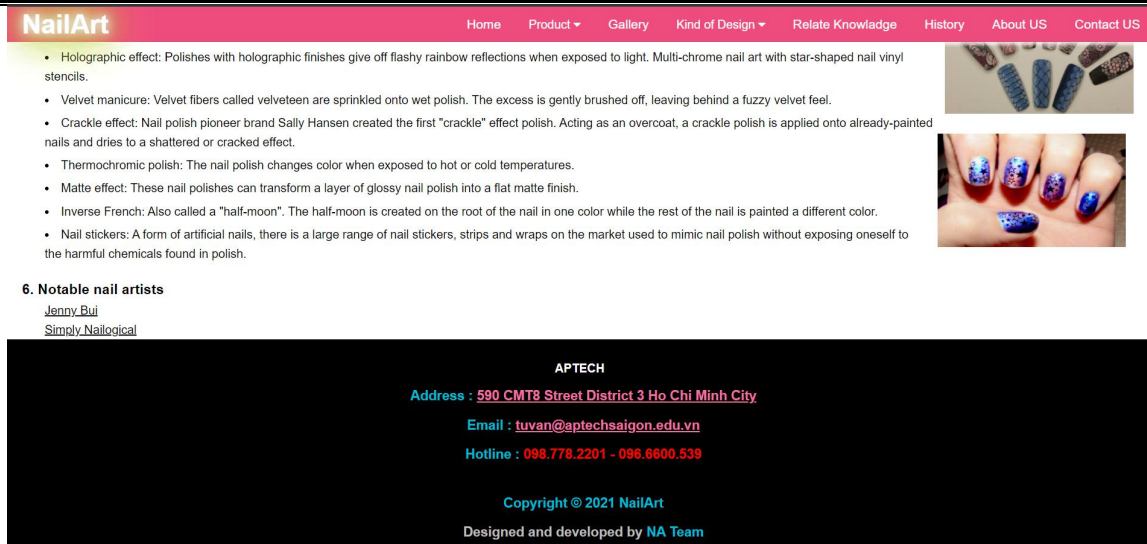 NailArt
Home Product Gallery Kind of Design Relate Knowladge History About US Contact US
• Holographic effect: Polishes with holographic finishes give off flashy rainbow reflections when exposed to light. Multi-chrome nail art with star-shaped nail vinyl
stencils.
• Velvet manicure: Velvet fibers called velveteen are sprinkled onto wet polish. The excess is gently brushed off, leaving behind a fuzzy velvet feel.
• Crackle effect: Nail polish pioneer brand Sally Hansen created the first "crackle" effect polish. Acting as an overcoat, a crackle polish is applied onto already-painted
nails and dries to a shattered or cracked effect.
• Thermochromic polish: The nail polish changes color when exposed to hot or cold temperatures.
• Matte effect: These nail polishes can transform a layer of glossy nail polish into a flat matte finish.
• Inverse French: Also called a "half-moon". The half-moon is created on the root of the nail in one color while the rest of the nail is painted a different color.
• Nail stickers: A form of artificial nails, there is a large range of nail stickers, strips and wraps on the market used to mimic nail polish without exposing oneself to
the harmful chemicals found in polish.
6. Notable nail artists
Jenny Bui
Simply Nailogical
APTECH
Address : 590 CMT8 Street District 3 Ho Chi Minh City
Email : tuvan@aptechsaigon.edu.vn
Hotline : 098.778.2201 - 096.6600.539
Copyright © 2021 NailArt
Designed and developed by NA Team